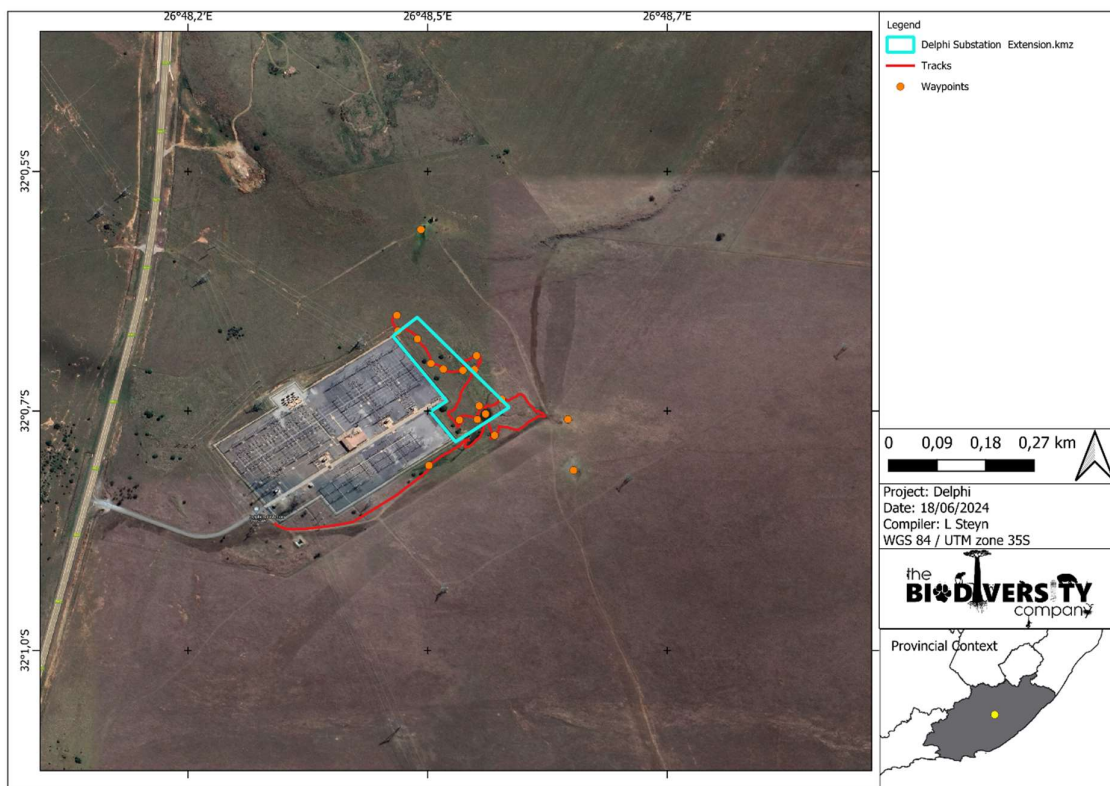 26°48,2'E
26°48,5'E
26°48,7'E
32°0,5'S
32°0,7'S
32°1,0'S
Legend
Delphi Substation Extension.kmz
Tracks
Waypoints
0 0,09 0,18 0,27 km
Project: Delphi
Date: 18/06/2024
Compiler: L Steyn
WGS 84 / UTM zone 35S
the
BIODIVERSITY
company
Provincial Context